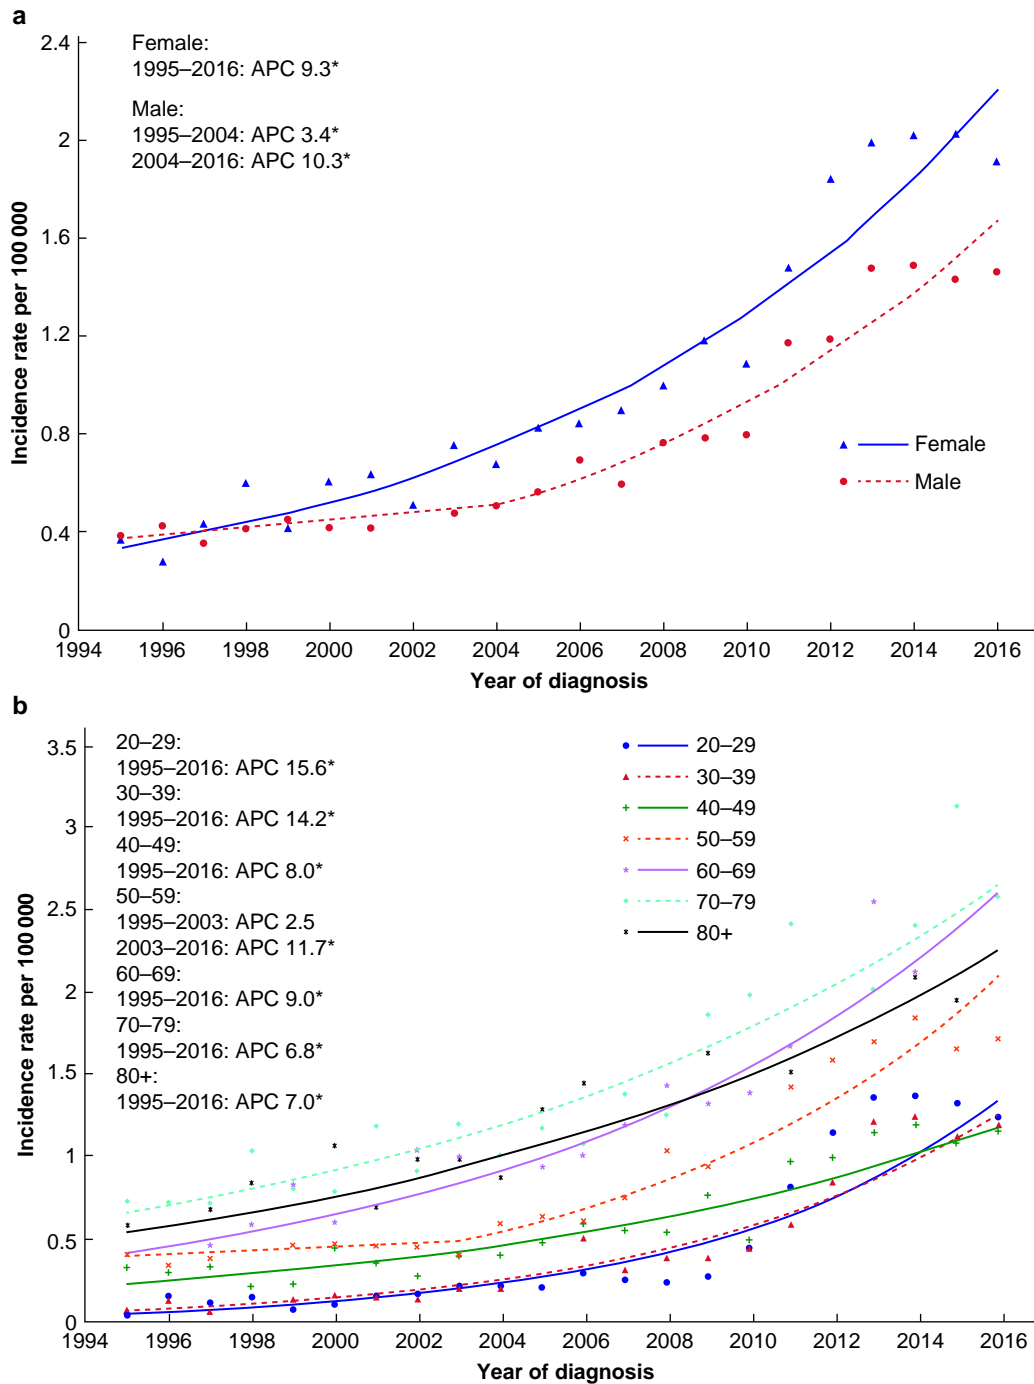 a
Female:
1995–2016: APC 9.3*
Male:
1995–2004: APC 3.4*
2004–2016: APC 10.3*
2.4
2
1.6
1.2
0.8
0.4
0
Incidence rate per 100 000
Female
Male
1994 1996 1998 2000 2002 2004 2006 2008 2010 2012 2014 2016
Year of diagnosis
b
20–29:
1995–2016: APC 15.6*
30–39:
1995–2016: APC 14.2*
40–49:
1995–2016: APC 8.0*
50–59:
1995–2003: APC 2.5
2003–2016: APC 11.7*
60–69:
1995–2016: APC 9.0*
70–79:
1995–2016: APC 6.8*
80+:
1995–2016: APC 7.0*
20–29
30–39
40–49
50–59
60–69
70–79
80+
3.5
3
2.5
2
1.5
1
0.5
0
Incidence rate per 100 000
1994 1996 1998 2000 2002 2004 2006 2008 2010 2012 2014 2016
Year of diagnosis